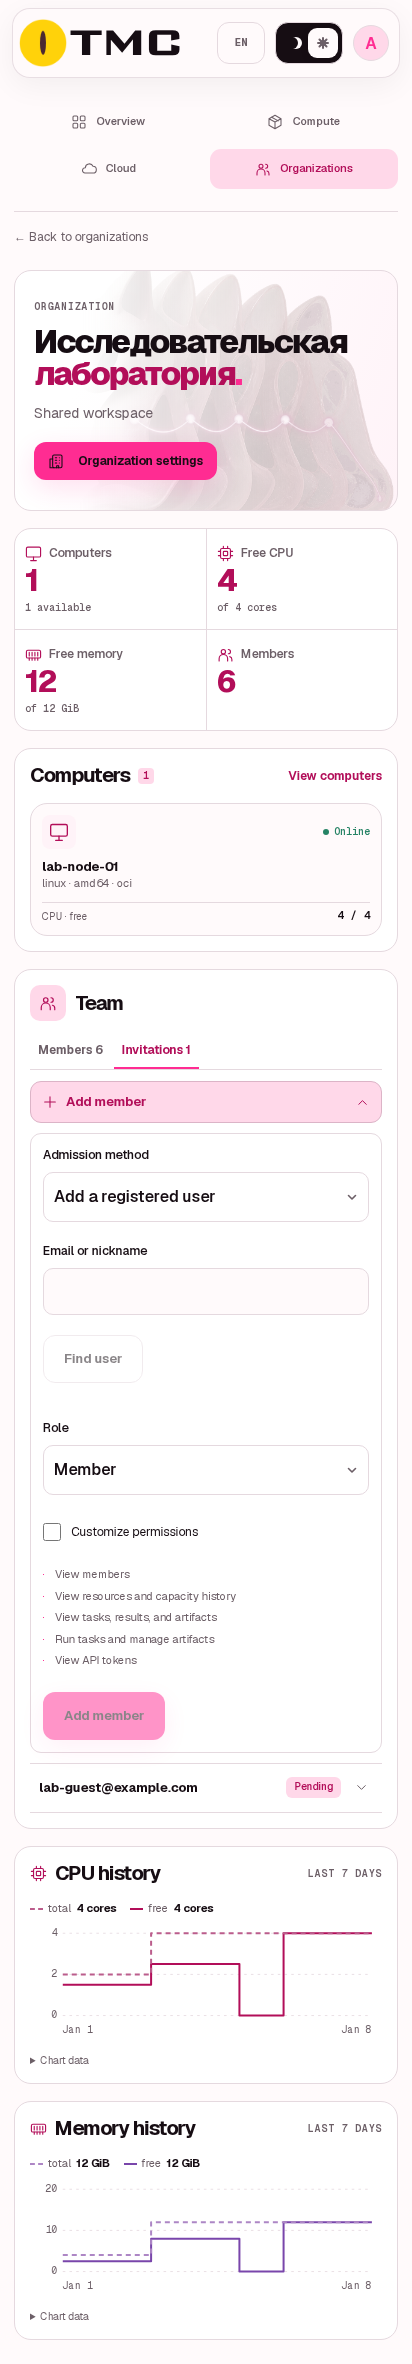 TMC
EN
A
Overview
Compute
Cloud
Organizations
← Back to organizations
ORGANIZATION
Исследовательская
лаборатория.
Shared workspace
Organization settings
Computers
1
1 available
Free CPU
4
of 4 cores
Free memory
12
of 12 GiB
Members
6
Computers 1
View computers
Online
lab-node-01
linux · amd64 · oci
CPU · free
4 / 4
Team
Members 6
Invitations 1
Add member
Admission method
Add a registered user
Email or nickname
Find user
Role
Member
Customize permissions
· View members
· View resources and capacity history
· View tasks, results, and artifacts
· Run tasks and manage artifacts
· View API tokens
Add member
lab-guest@example.com
Pending
CPU history
LAST 7 DAYS
total 4 cores
free 4 cores
4
2
0
Jan 1
Jan 8
Chart data
Memory history
LAST 7 DAYS
total 12 GiB
free 12 GiB
20
10
0
Jan 1
Jan 8
Chart data